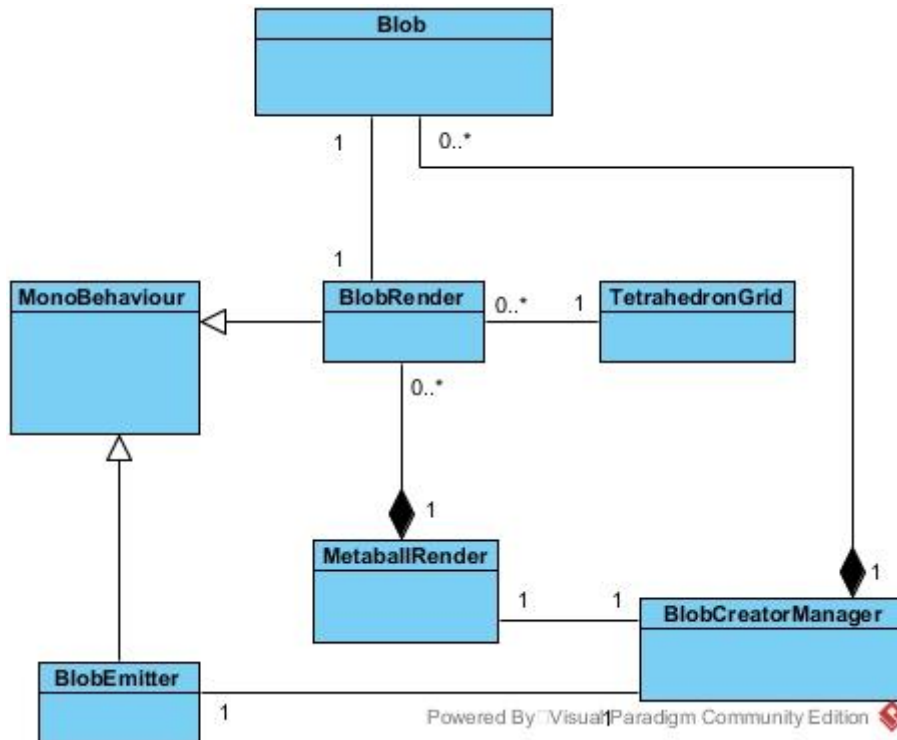 Blob
1
0..*
1
MonoBehaviour
BlobRender
0..*
1
TetrahedronGrid
0..*
1
MetaballRender
1
1
1
BlobCreatorManager
BlobEmitter
1
1
Powered By Visual Paradigm Community Edition